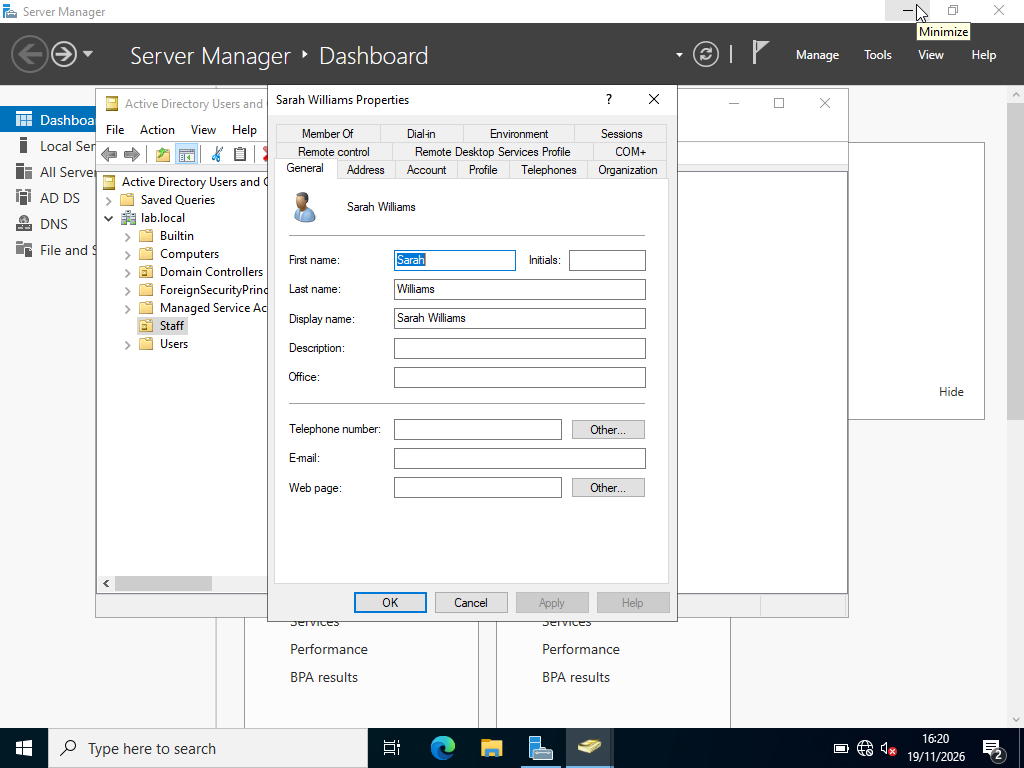 Server Manager
Minimize
Server Manager
Dashboard
Manage
Tools
View
Help
Active Directory Users and
Sarah Williams Properties
?
File
Action
View
Help
Dashboa
Local Ser
All Server
AD DS
DNS
File and S
Active Directory Users and C
Saved Queries
lab.local
Builtin
Computers
Domain Controllers
ForeignSecurityPrinc
Managed Service Ac
Staff
Users
Member Of
Dial-in
Environment
Sessions
Remote control
Remote Desktop Services Profile
COM+
General
Address
Account
Profile
Telephones
Organization
Sarah Williams
First name:
Sarah
Initials:
Last name:
Williams
Display name:
Sarah Williams
Description:
Office:
Telephone number:
Other...
E-mail:
Web page:
Other...
OK
Cancel
Apply
Help
Hide
Services
Performance
BPA results
Services
Performance
BPA results
Type here to search
16:20
19/11/2026
2